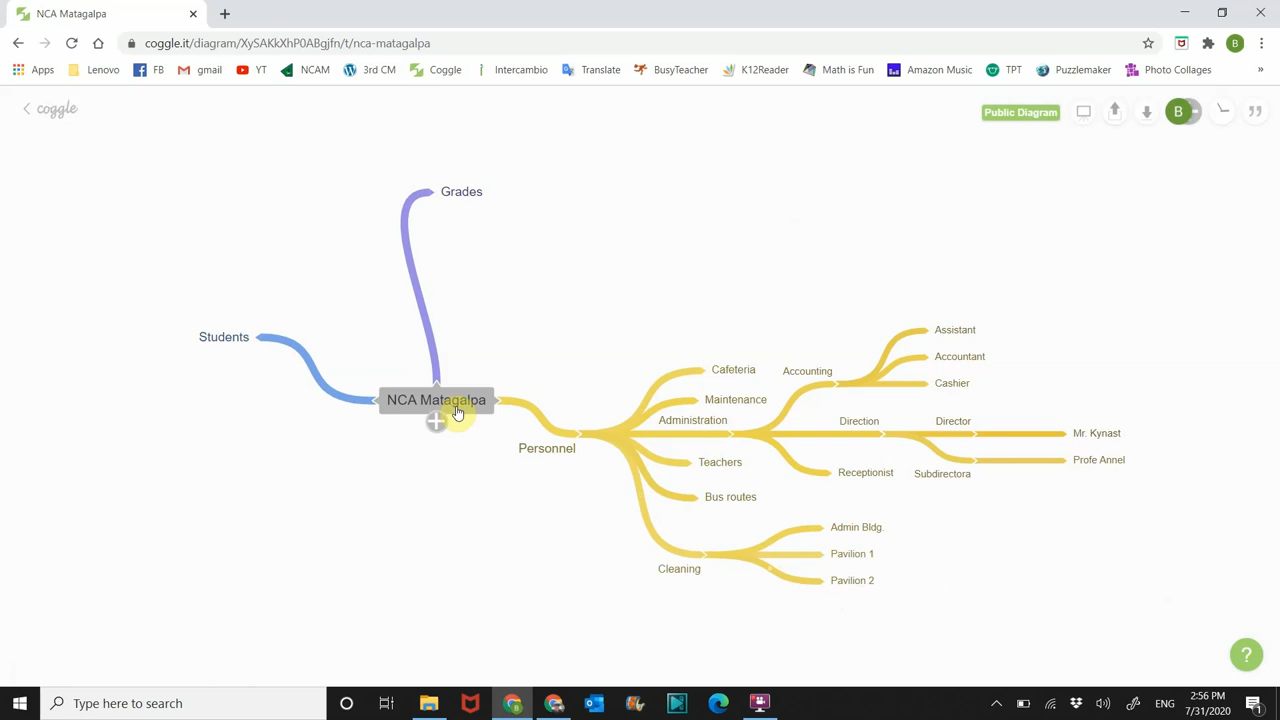 NCA Matagalpa
coggle.it/diagram/XySAKkXhP0ABgjfn/t/nca-matagalpa
B
Apps
Lenovo
FB
gmail
YT
NCAM
3rd CM
Coggle
Intercambio
Translate
BusyTeacher
K12Reader
Math is Fun
Amazon Music
TPT
Puzzlemaker
Photo Collages
»
coggle
Public Diagram
B
Grades
Students
NCA Matagalpa
Personnel
Cafeteria
Maintenance
Administration
Teachers
Bus routes
Cleaning
Accounting
Assistant
Accountant
Cashier
Direction
Director
Mr. Kynast
Subdirectora
Profe Annel
Receptionist
Admin Bldg.
Pavilion 1
Pavilion 2
?
Type here to search
ENG
2:56 PM
7/31/2020
1